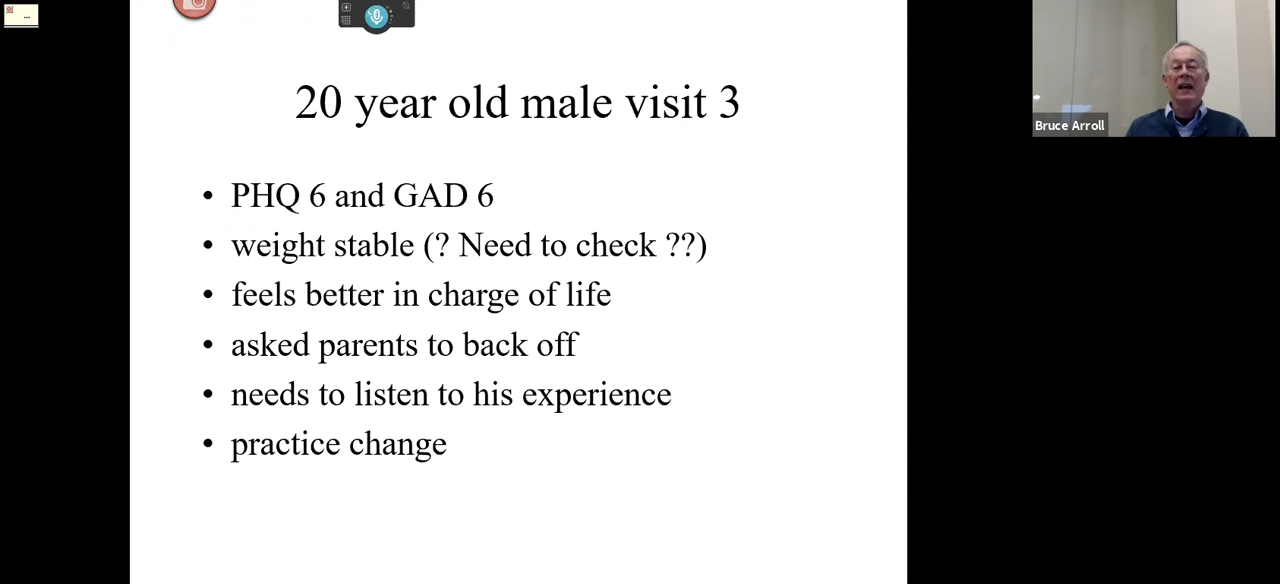 20 year old male visit 3
• PHQ 6 and GAD 6
• weight stable (? Need to check ??)
• feels better in charge of life
• asked parents to back off
• needs to listen to his experience
• practice change
Bruce Arroll